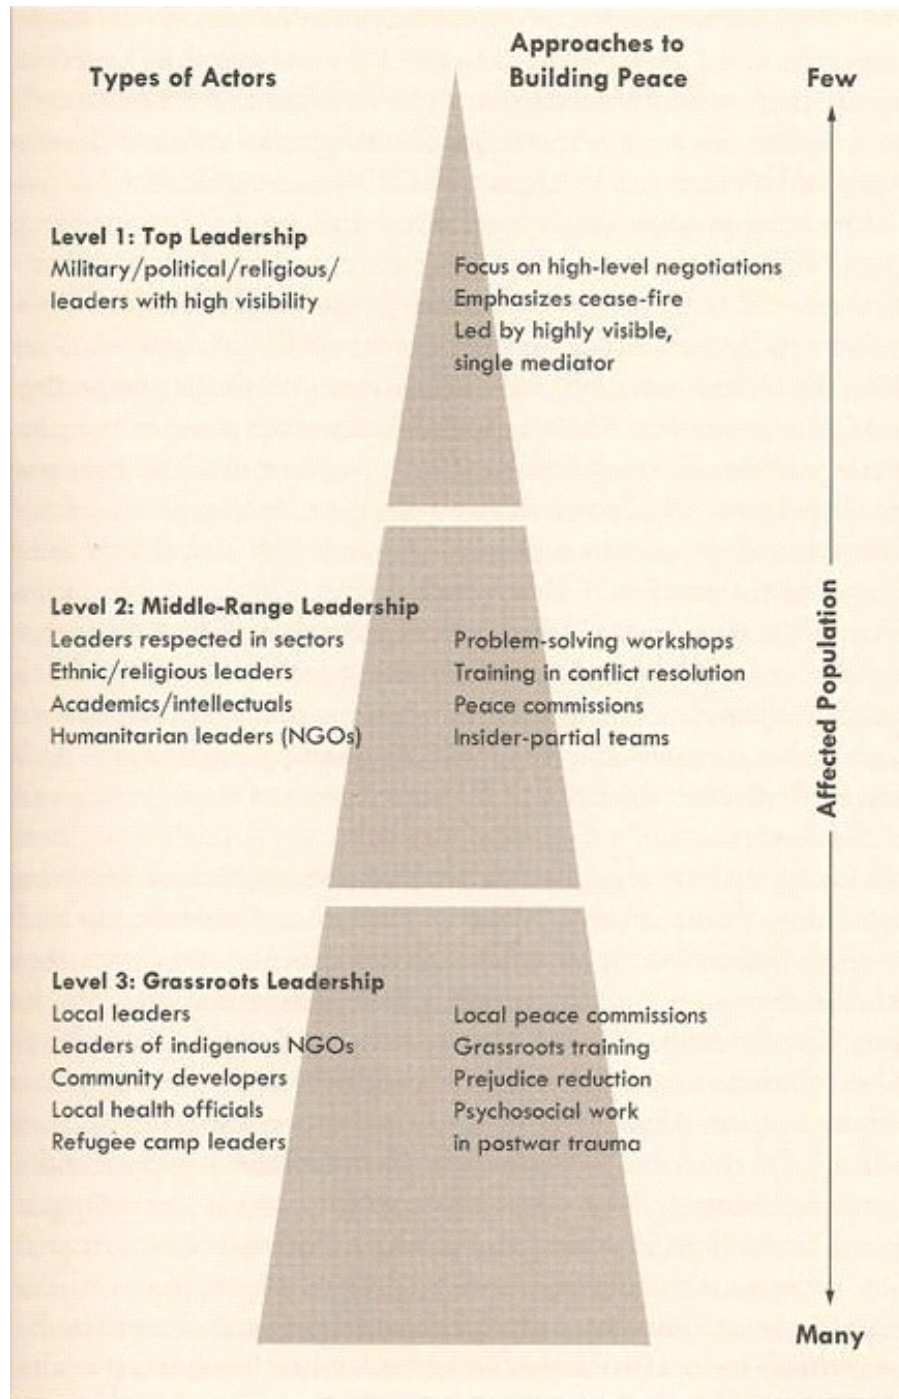 Types of Actors
Approaches to
Building Peace
Few
Level 1: Top Leadership
Military/political/religious/
leaders with high visibility
Focus on high-level negotiations
Emphasizes cease-fire
Led by highly visible,
single mediator
Level 2: Middle-Range Leadership
Leaders respected in sectors
Ethnic/religious leaders
Academics/intellectuals
Humanitarian leaders (NGOs)
Problem-solving workshops
Training in conflict resolution
Peace commissions
Insider-partial teams
Affected Population
Level 3: Grassroots Leadership
Local leaders
Leaders of indigenous NGOs
Community developers
Local health officials
Refugee camp leaders
Local peace commissions
Grassroots training
Prejudice reduction
Psychosocial work
in postwar trauma
Many